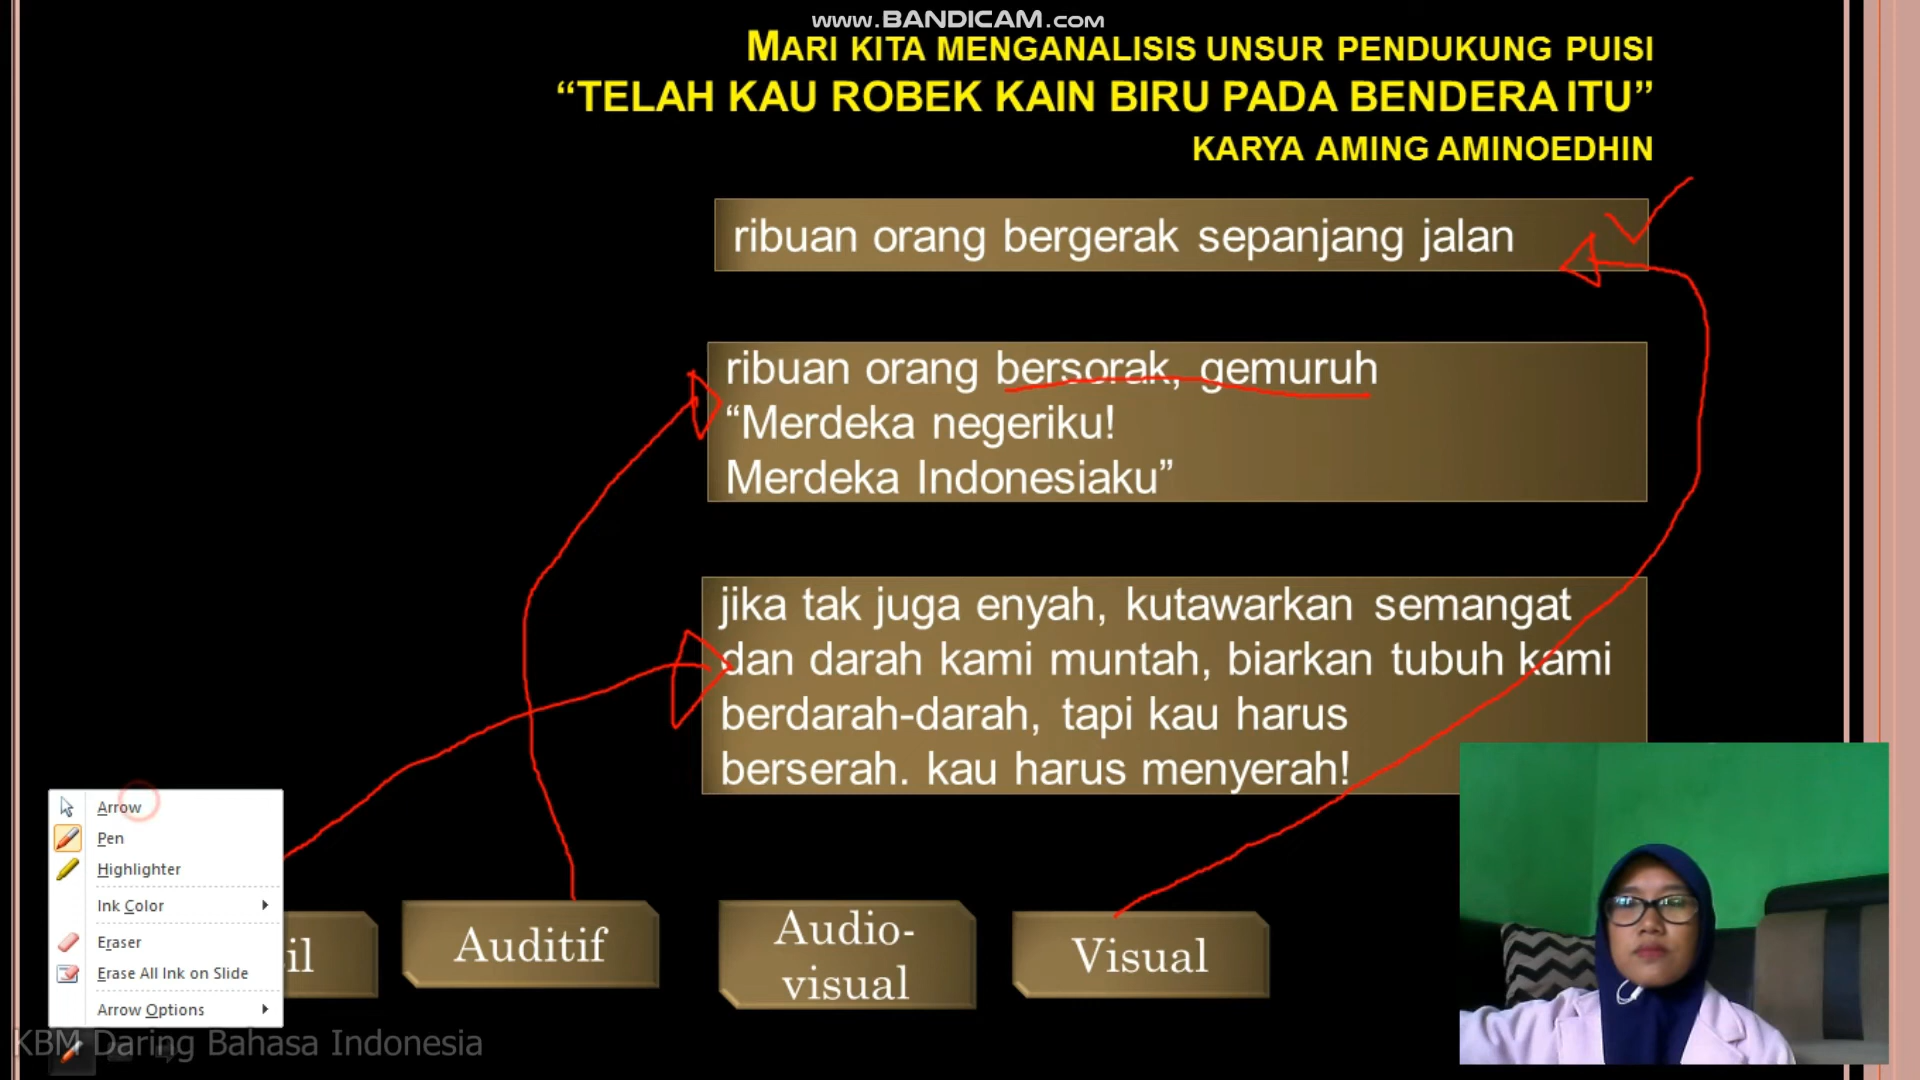 www.BANDICAM.com
MARI KITA MENGANALISIS UNSUR PENDUKUNG PUISI
“TELAH KAU ROBEK KAIN BIRU PADA BENDERA ITU”
KARYA AMING AMINOEDHIN
ribuan orang bergerak sepanjang jalan
ribuan orang bersorak, gemuruh
“Merdeka negeriku!
Merdeka Indonesiaku”
jika tak juga enyah, kutawarkan semangat
dan darah kami muntah, biarkan tubuh kami
berdarah-darah, tapi kau harus
berserah. kau harus menyerah!
Arrow
Pen
Highlighter
Ink Color
Eraser
Erase All Ink on Slide
Arrow Options
il
Auditif
Audio-
visual
Visual
KBM Daring Bahasa Indonesia